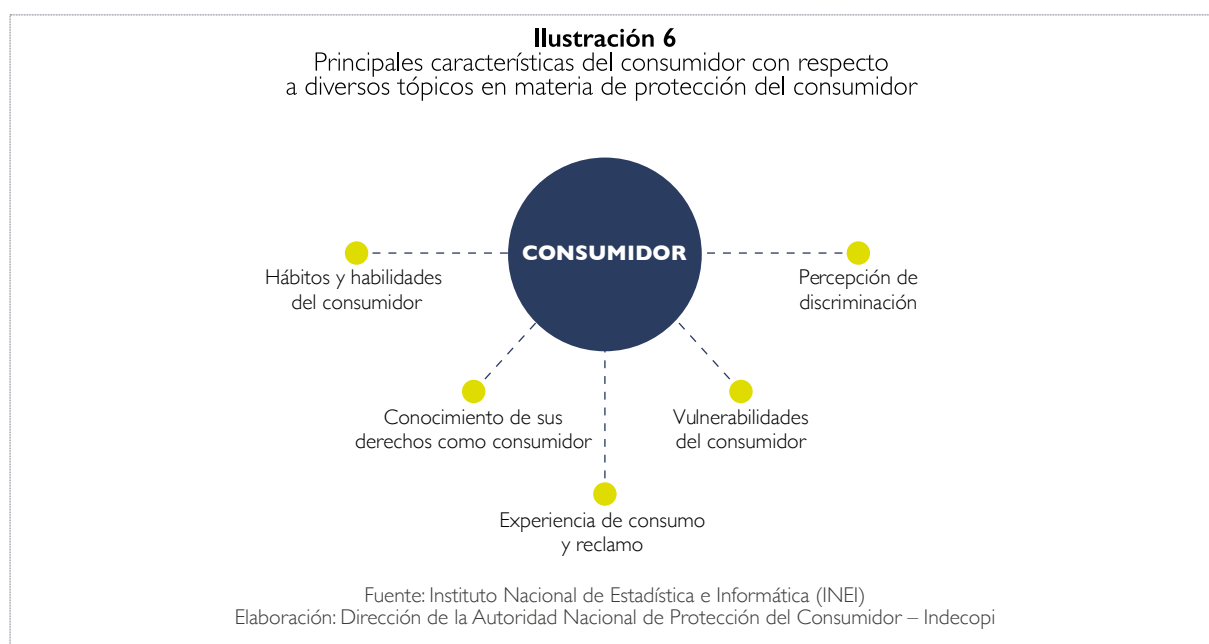 Ilustración 6
Principales características del consumidor con respecto
a diversos tópicos en materia de protección del consumidor
CONSUMIDOR
Hábitos y habilidades
del consumidor
Percepción de
discriminación
Conocimiento de sus
derechos como consumidor
Vulnerabilidades
del consumidor
Experiencia de consumo
y reclamo
Fuente: Instituto Nacional de Estadística e Informática (INEI)
Elaboración: Dirección de la Autoridad Nacional de Protección del Consumidor – Indecopi